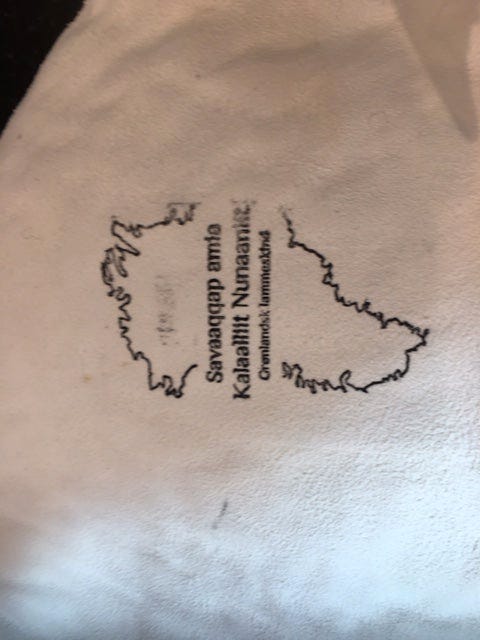 Savaaqqap amia
Kalaallit Nunaanit
Grønlandsk lammeskind